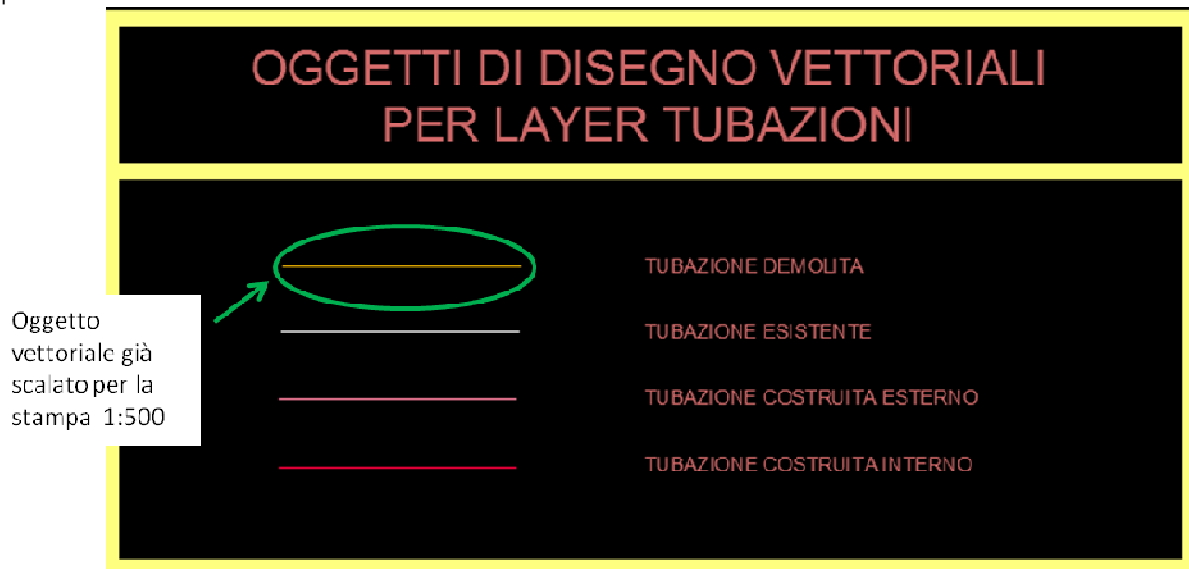 OGGETTI DI DISEGNO VETTORIALI
PER LAYER TUBAZIONI
TUBAZIONE DEMOLITA
TUBAZIONE ESISTENTE
TUBAZIONE COSTRUITA ESTERNO
TUBAZIONE COSTRUITA INTERNO
Oggetto
vettoriale già
scalato per la
stampa 1:500